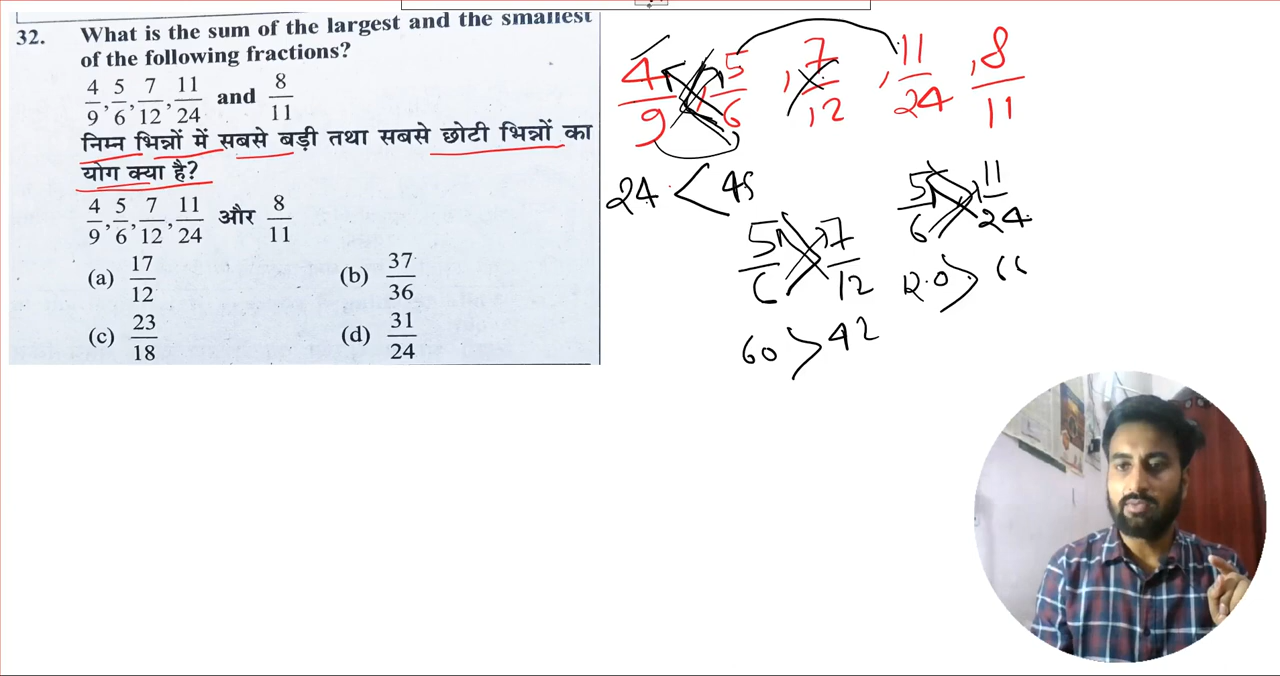 32. What is the sum of the largest and the smallest
of the following fractions?
4/9, 5/6, 7/12, 11/24 and 8/11
निम्न भिन्नों में सबसे बड़ी तथा सबसे छोटी भिन्नों का
योग क्या है?
4/9, 5/6, 7/12, 11/24 और 8/11
(a) 17/12 (b) 37/36
(c) 23/18 (d) 31/24
4/9, 5/6, 7/12, 11/24, 8/11
24 < 45
5/6 7/12
60 > 42
5/6, 11/24
120 > 66